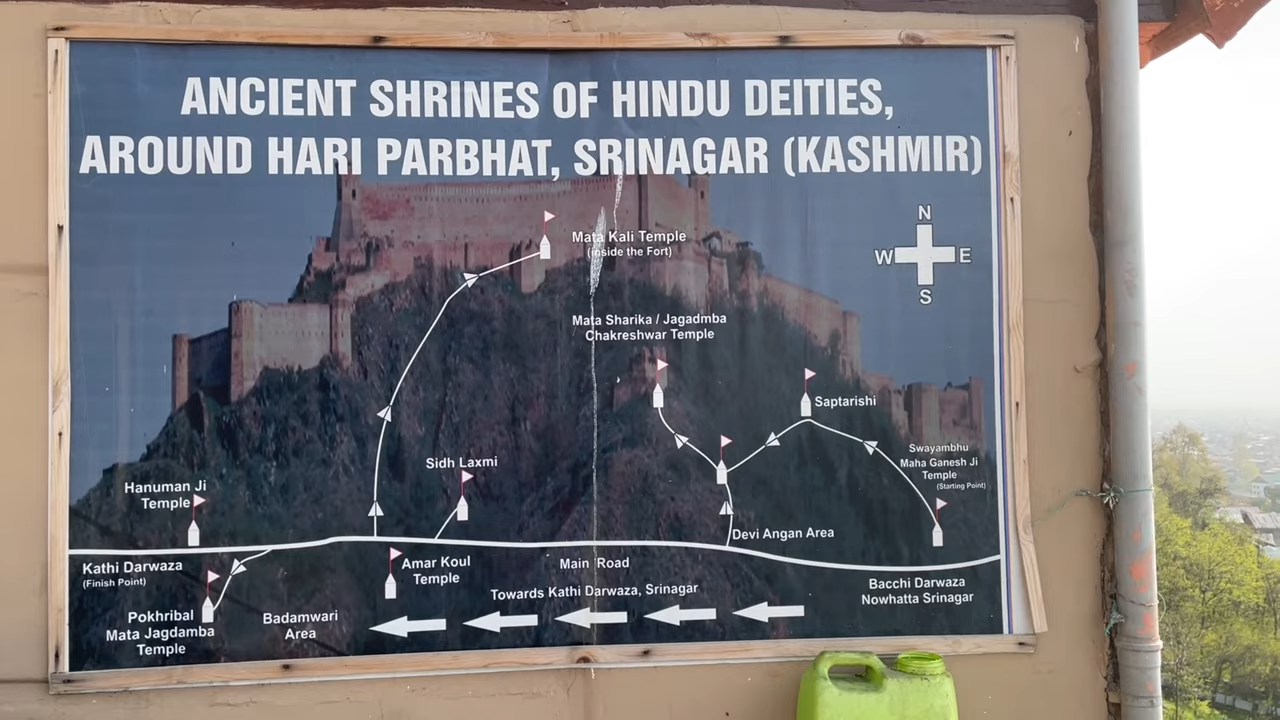 ANCIENT SHRINES OF HINDU DEITIES,
AROUND HARI PARBHAT, SRINAGAR (KASHMIR)
N
W E
S
Mata Kali Temple
(inside the Fort)
Mata Sharika / Jagadmba
Chakreshwar Temple
Saptarishi
Swayambhu
Maha Ganesh Ji
Temple
(Starting Point)
Sidh Laxmi
Hanuman Ji
Temple
Devi Angan Area
Kathi Darwaza
(Finish Point)
Amar Koul
Temple
Main Road
Bacchi Darwaza
Nowhatta Srinagar
Towards Kathi Darwaza, Srinagar
Pokhribal
Mata Jagdamba
Temple
Badamwari
Area